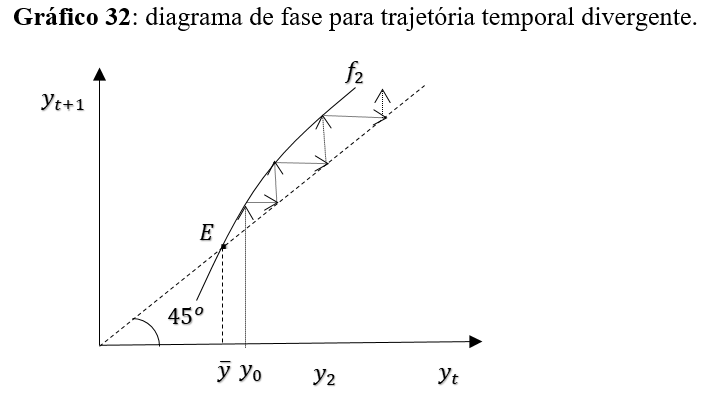 Gráfico 32: diagrama de fase para trajetória temporal divergente.
f₂
yₜ₊₁
E
45º
ȳ y₀ y₂ yₜ